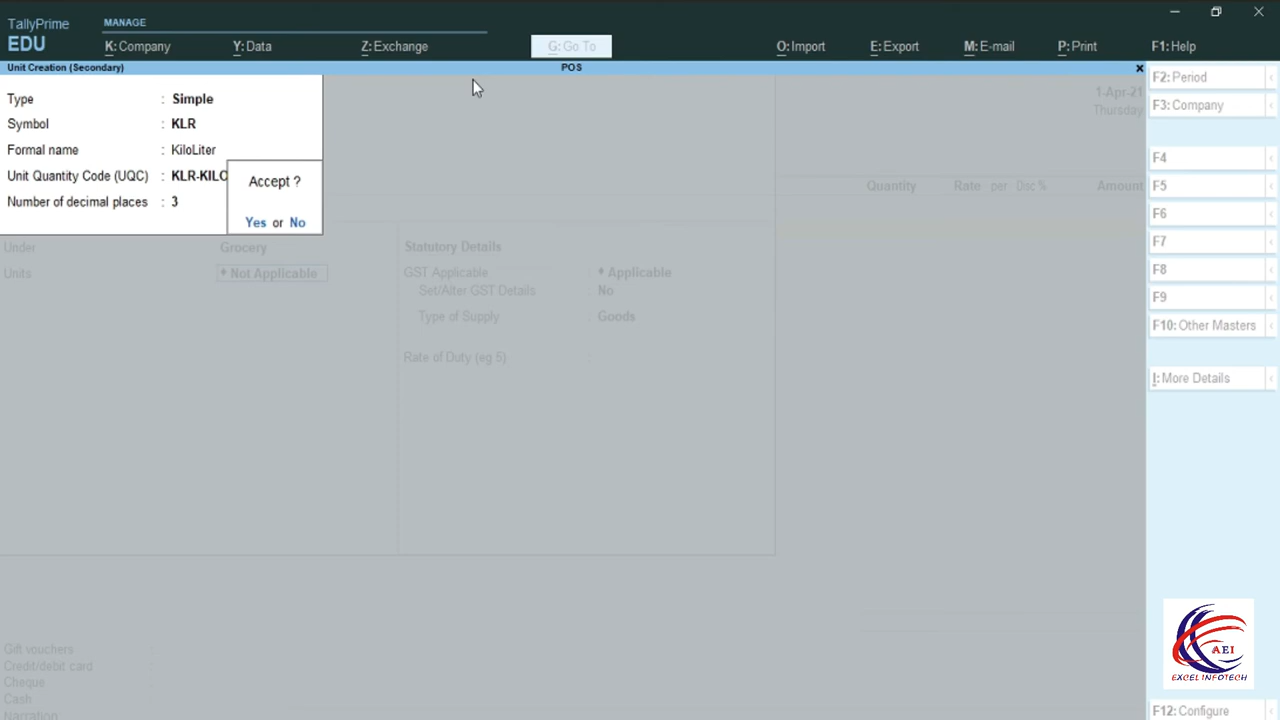 TallyPrime
MANAGE
EDU
K: Company
Y: Data
Z: Exchange
G: Go To
O: Import
E: Export
M: E-mail
P: Print
F1: Help
Unit Creation (Secondary)
POS
Type : Simple
Symbol : KLR
Formal name : KiloLiter
Unit Quantity Code (UQC) : KLR-KILO
Number of decimal places : 3
Accept ?
Yes or No
1-Apr-21
Thursday
Quantity Rate per Disc % Amount
Under Grocery
Units ♦ Not Applicable
Statutory Details
GST Applicable ♦ Applicable
Set/Alter GST Details : No
Type of Supply : Goods
Rate of Duty (eg 5) :
Gift vouchers :
Credit/debit card :
Cheque :
Cash :
Narration:
F2: Period
F3: Company
F4
F5
F6
F7
F8
F9
F10: Other Masters
I: More Details
AEI
EXCEL INFOTECH
F12: Configure